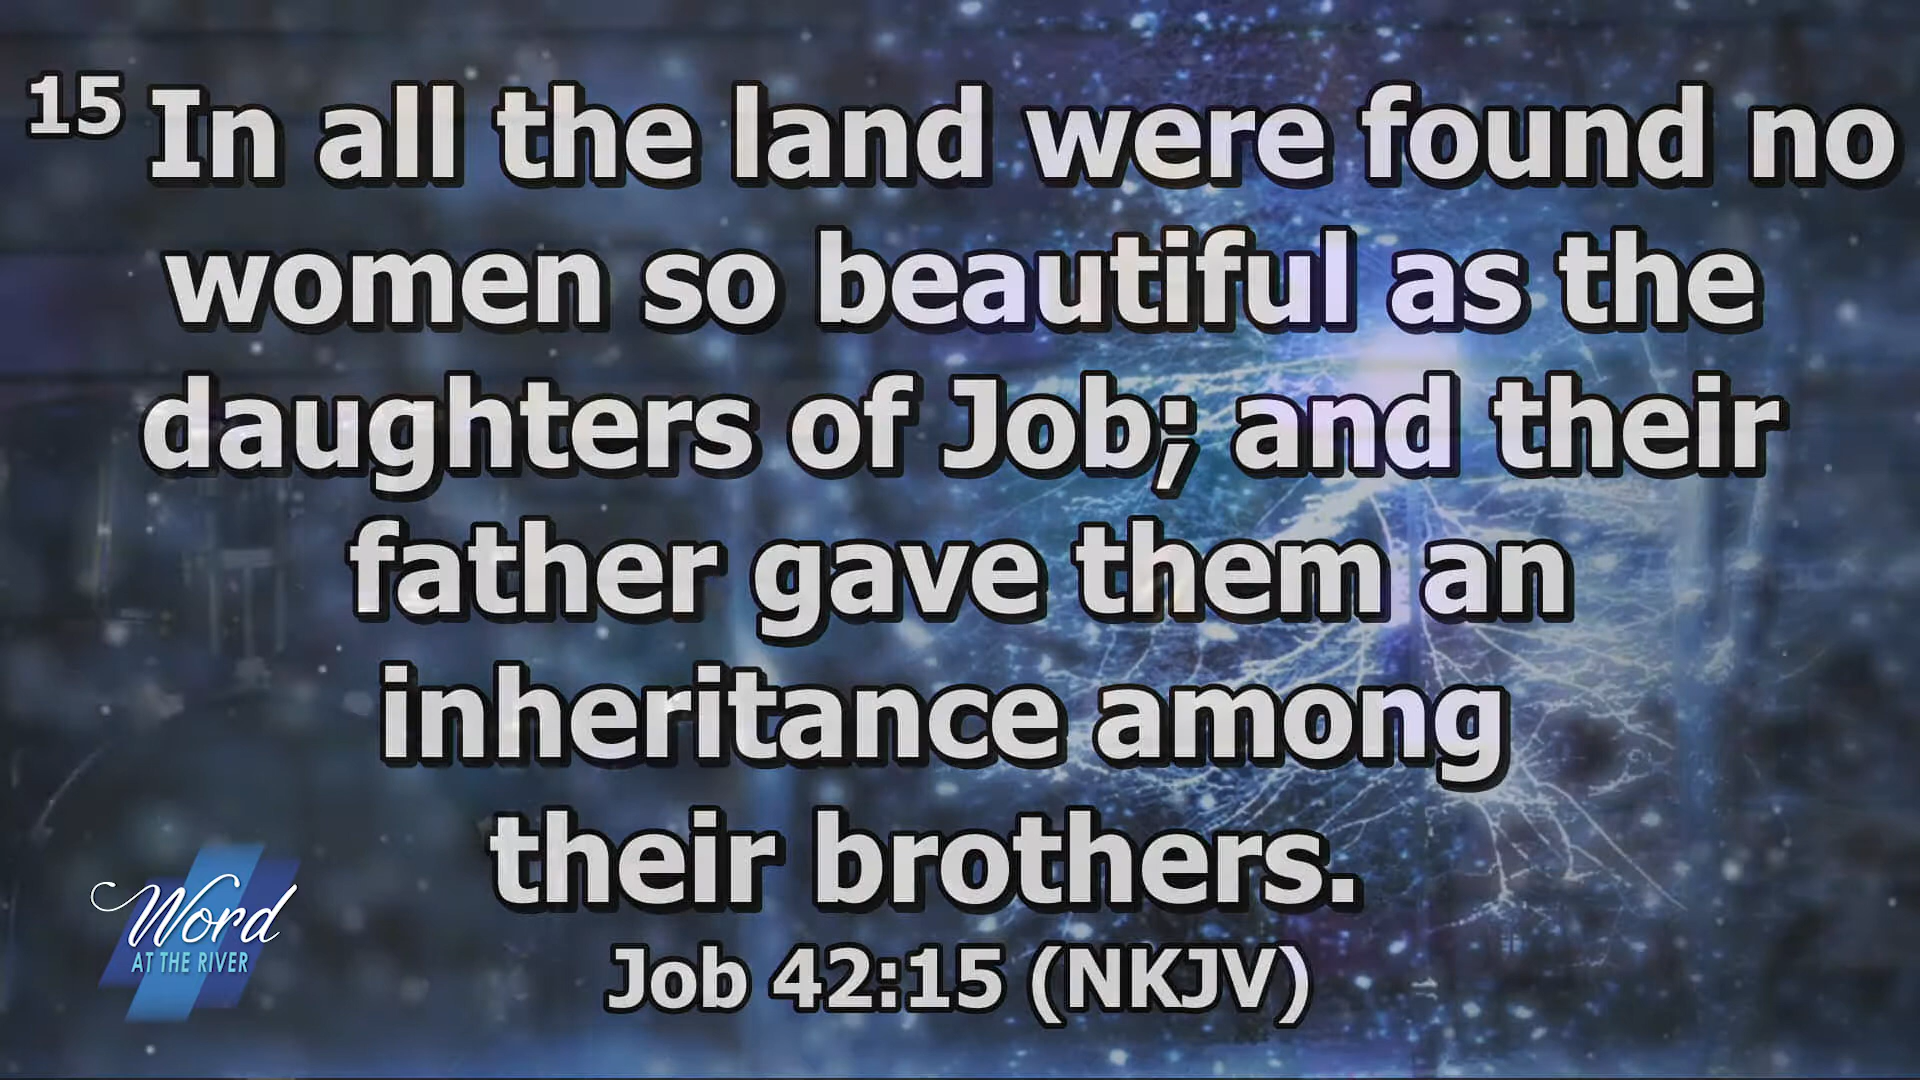 15 In all the land were found no
women so beautiful as the
daughters of Job; and their
father gave them an
inheritance among
their brothers.
Job 42:15 (NKJV)
Word
AT THE RIVER